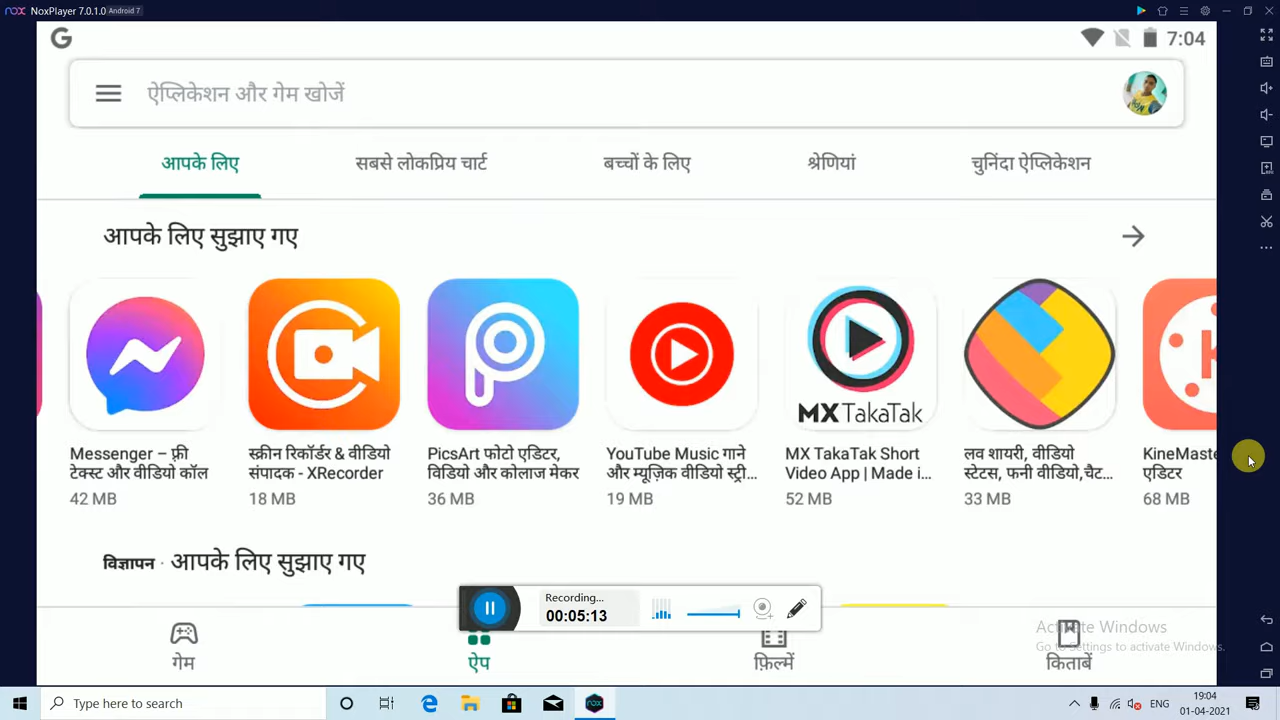 NoxPlayer 7.0.1.0 Android 7
7:04
ऐप्लिकेशन और गेम खोजें
आपके लिए
सबसे लोकप्रिय चार्ट
बच्चों के लिए
श्रेणियां
चुनिंदा ऐप्लिकेशन
आपके लिए सुझाए गए
MXTakaTak
Messenger – फ़्री
टेक्स्ट और वीडियो कॉल
42 MB
स्क्रीन रिकॉर्डर & वीडियो
संपादक - XRecorder
18 MB
PicsArt फोटो एडिटर,
विडियो और कोलाज मेकर
36 MB
YouTube Music गाने
और म्यूज़िक वीडियो स्ट्री...
19 MB
MX TakaTak Short
Video App | Made i...
52 MB
लव शायरी, वीडियो
स्टेटस, फनी वीडियो,चैट...
33 MB
KineMaste
एडिटर
68 MB
विज्ञापन · आपके लिए सुझाए गए
Recording...
00:05:13
गेम
ऐप
फ़िल्में
किताबें
Activate Windows
Go to Settings to activate Windows.
Type here to search
ENG
19:04
01-04-2021